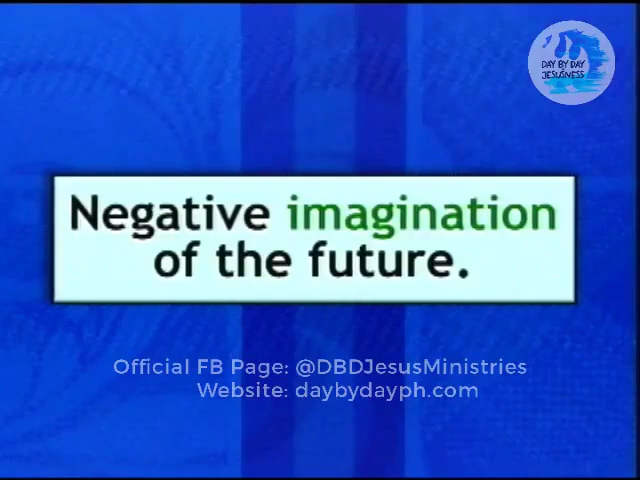 DAY BY DAY
JESUSNESS
Negative imagination
of the future.
Official FB Page: @DBDJesusMinistries
Website: daybydayph.com